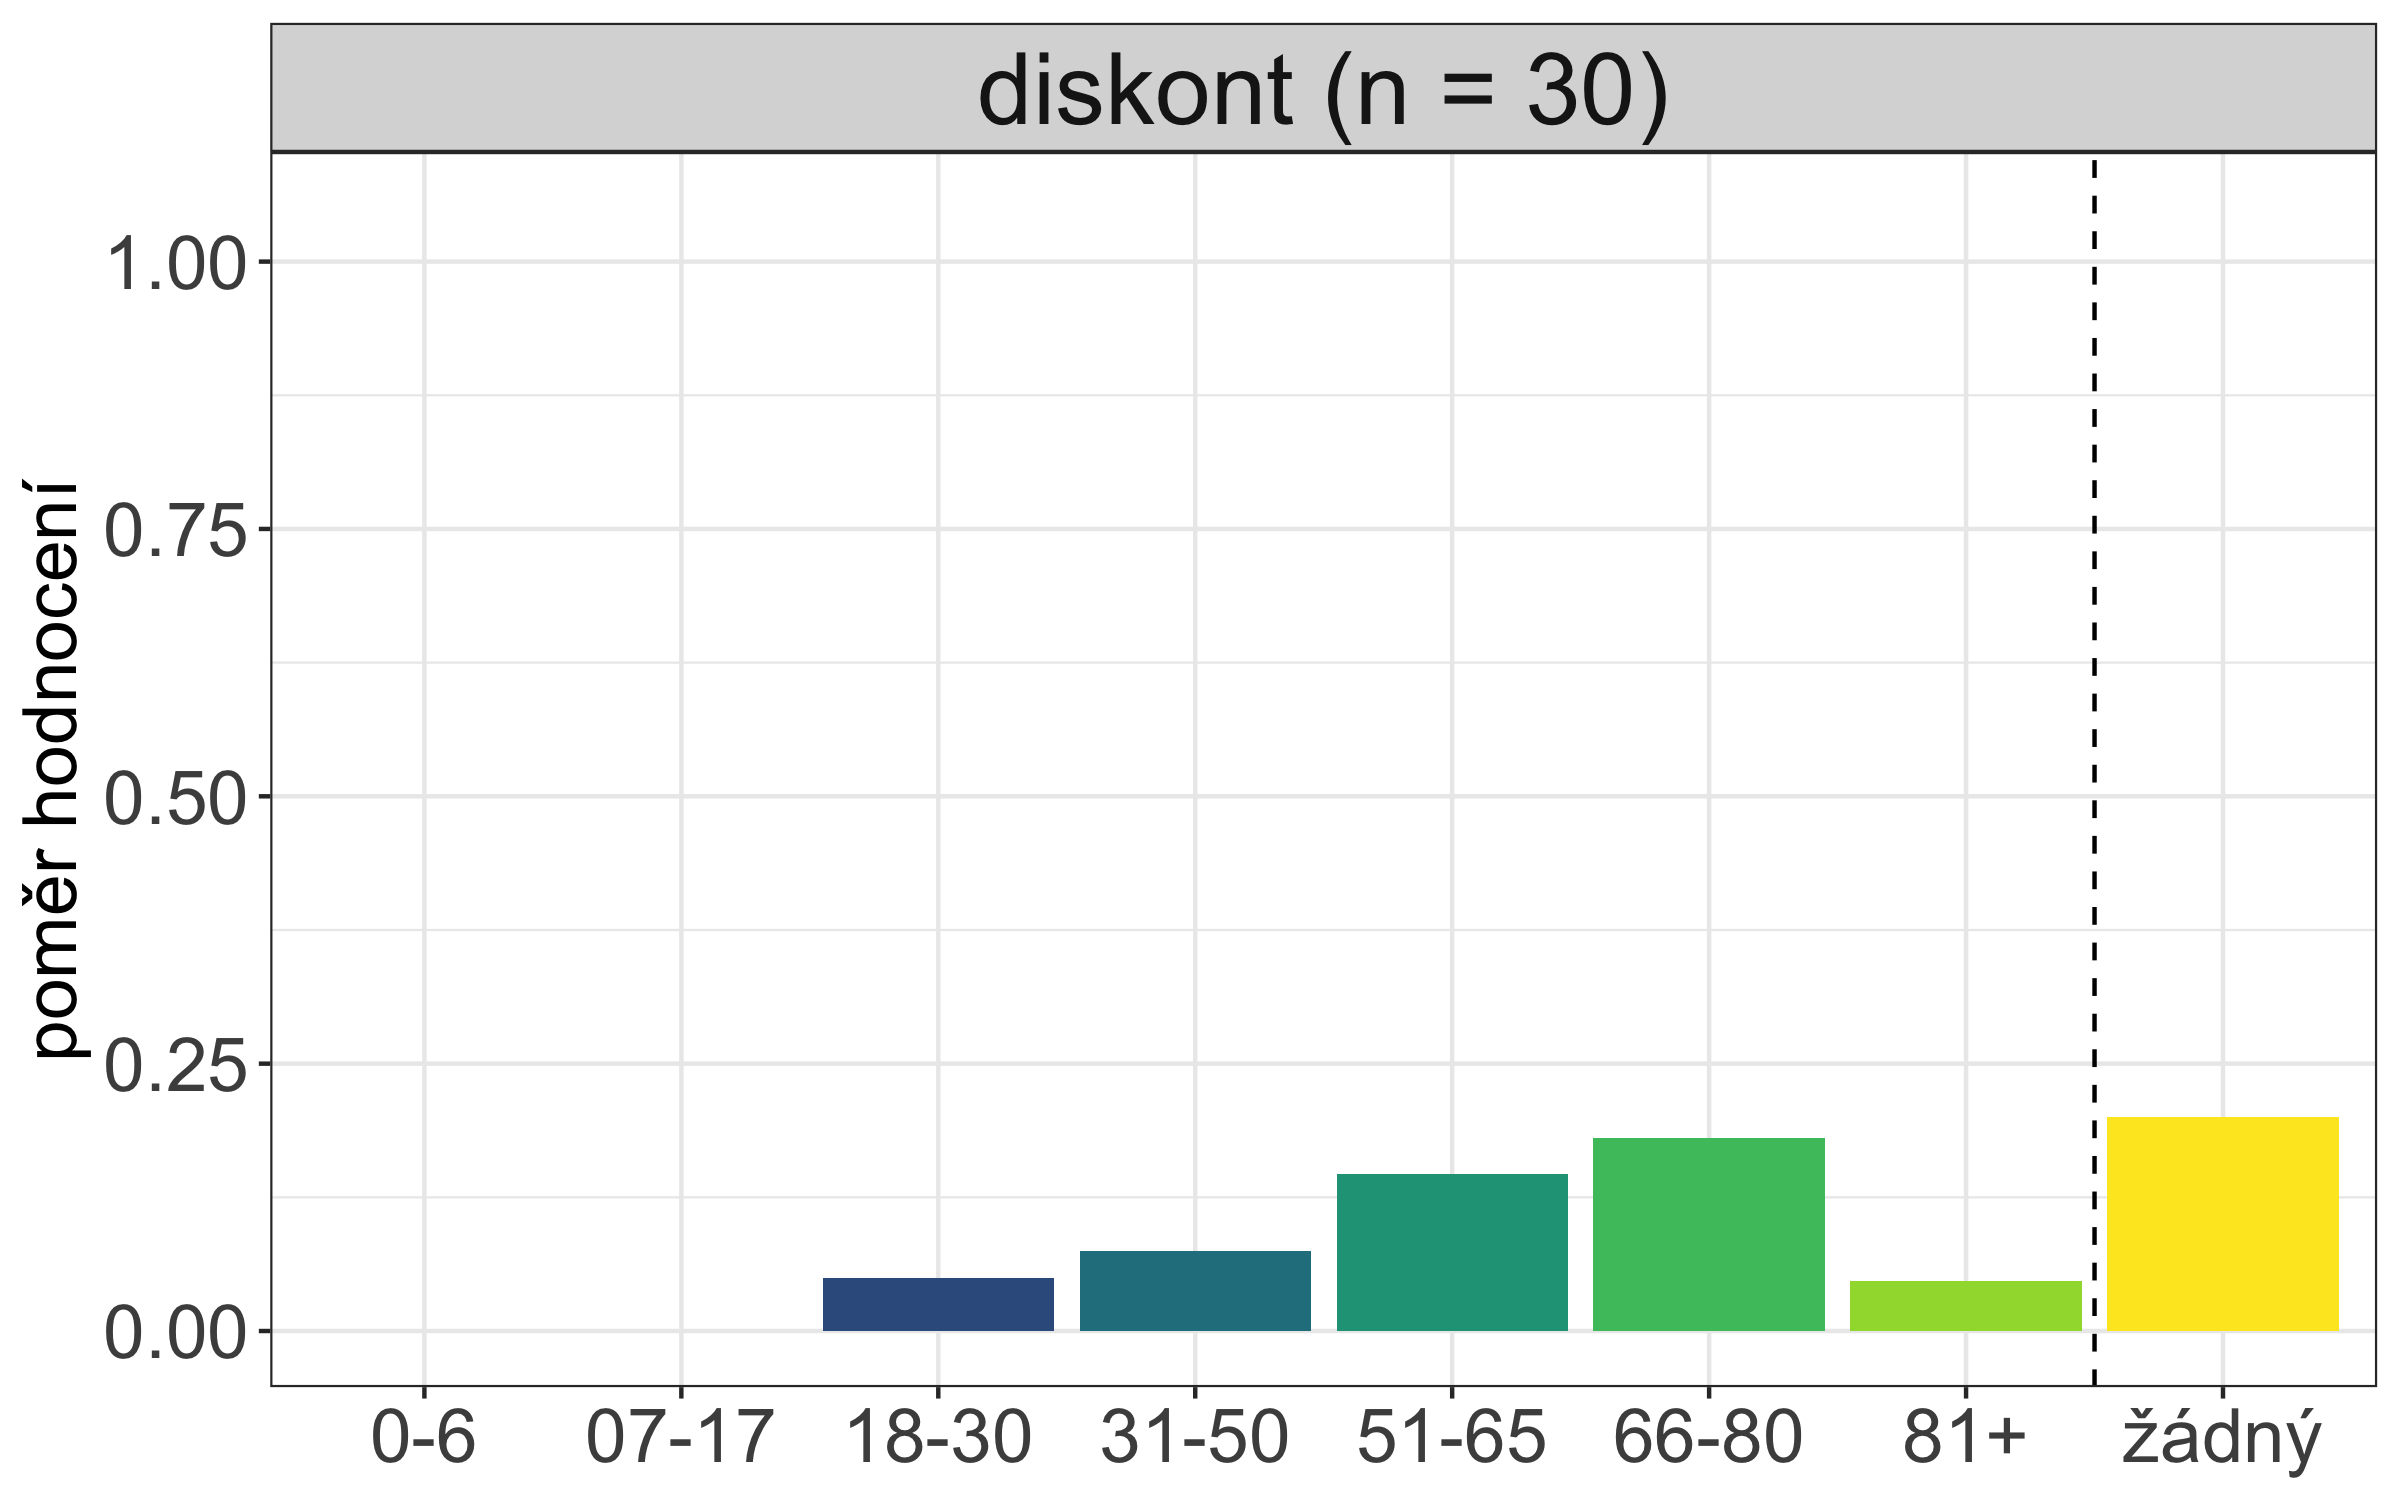 diskont (n = 30)
poměr hodnocení
1.00
0.75
0.50
0.25
0.00
0-6 07-17 18-30 31-50 51-65 66-80 81+ žádný